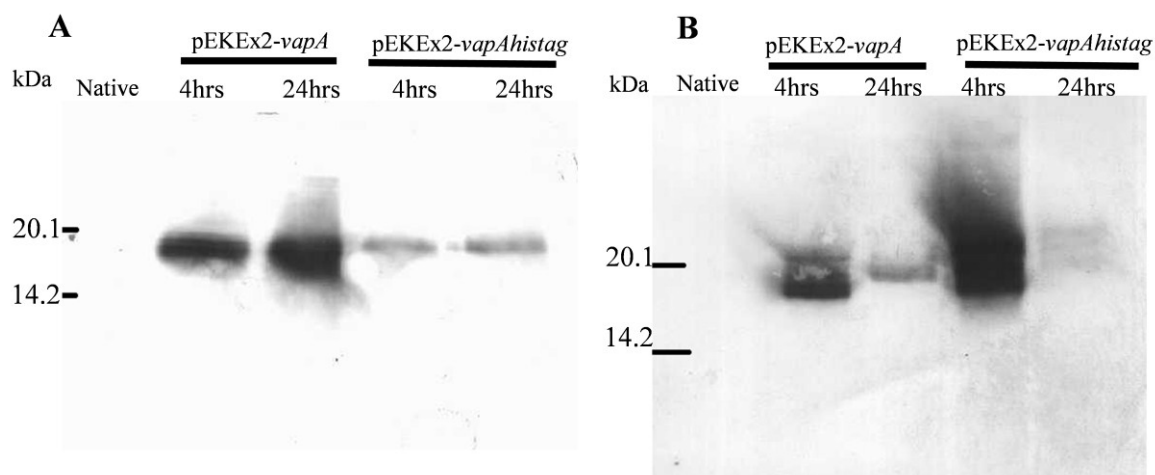 A
pEKEx2-vapA pEKEx2-vapAhistag
kDa Native 4hrs 24hrs 4hrs 24hrs
20.1
14.2
B
pEKEx2-vapA pEKEx2-vapAhistag
kDa Native 4hrs 24hrs 4hrs 24hrs
20.1
14.2